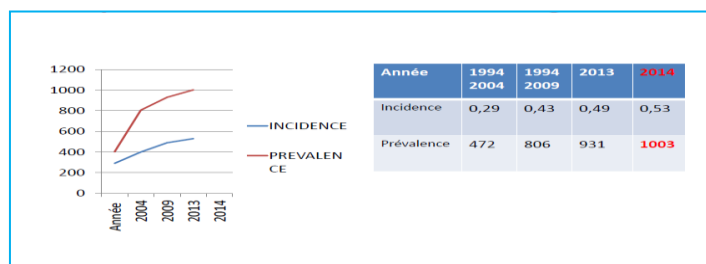 1200
1000
800
600
400
200
0
Année
2004
2009
2013
2014
INCIDENCE
PREVALEN
CE
Année 1994 2004 1994 2009 2013 2014
Incidence 0,29 0,43 0,49 0,53
Prévalence 472 806 931 1003